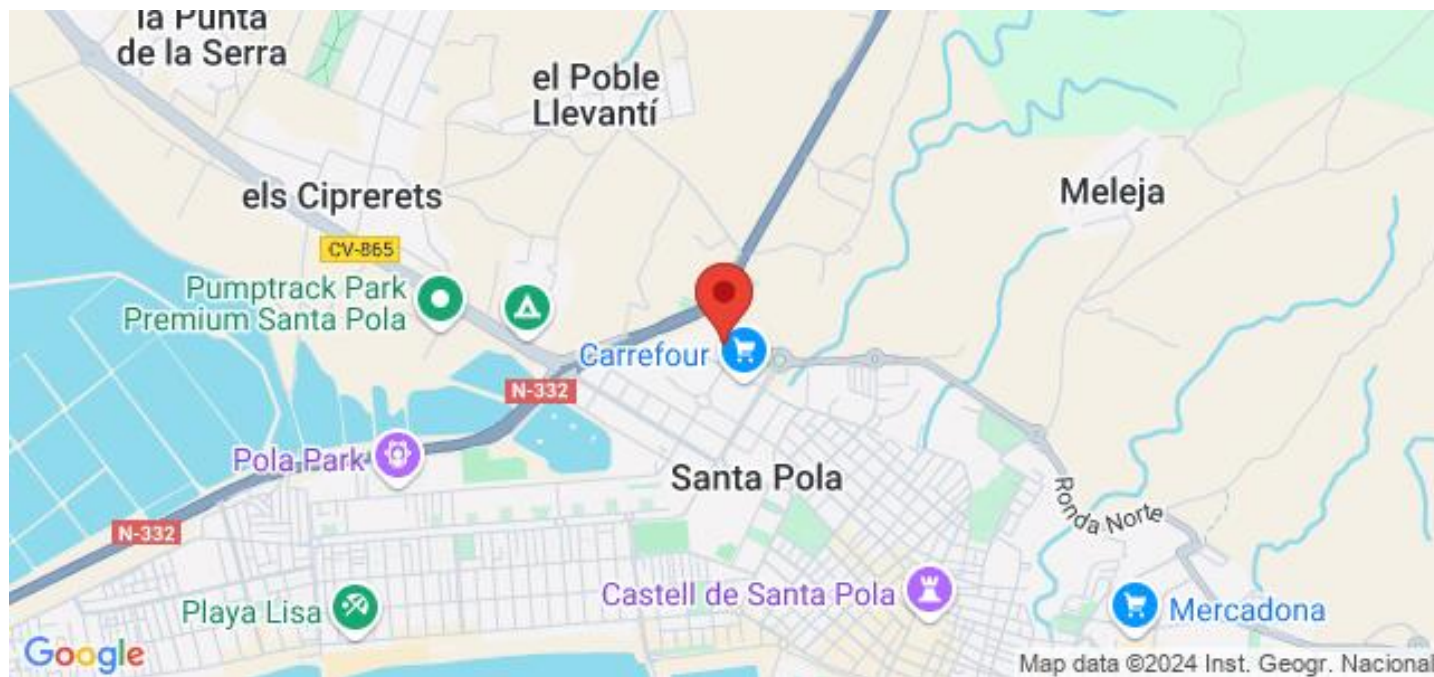 la Punta
de la Serra
el Poble
Llevantí
els Ciprerets
Meleja
CV-865
Pumptrack Park
Premium Santa Pola
Carrefour
N-332
Pola Park
Santa Pola
Ronda Norte
N-332
Castell de Santa Pola
Playa Lisa
Mercadona
Google
Map data ©2024 Inst. Geogr. Nacional